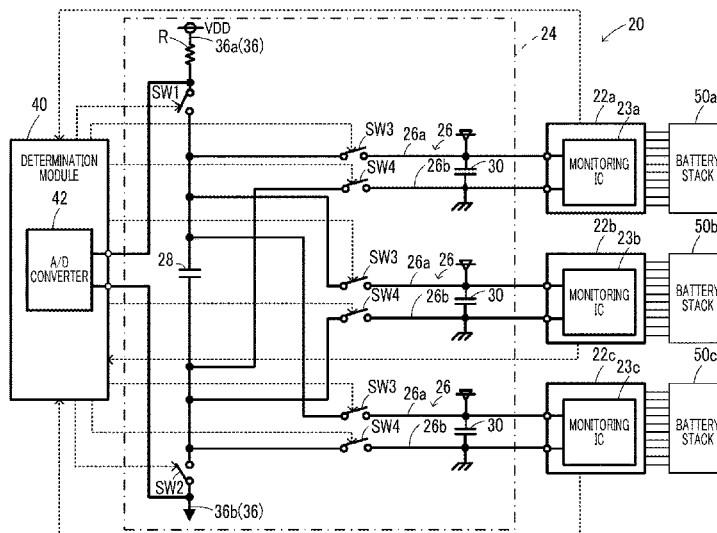 VDD
R
36a(36)
24
20
SW1
40
DETERMINATION
MODULE
42
A/D
CONVERTER
28
SW3
26a
26
SW4
26b
30
22a
23a
MONITORING
IC
50a
BATTERY
STACK
SW3
26a
26
SW4
26b
30
22b
23b
MONITORING
IC
50b
BATTERY
STACK
SW3
26a
26
SW4
26b
30
22c
23c
MONITORING
IC
50c
BATTERY
STACK
SW2
36b(36)